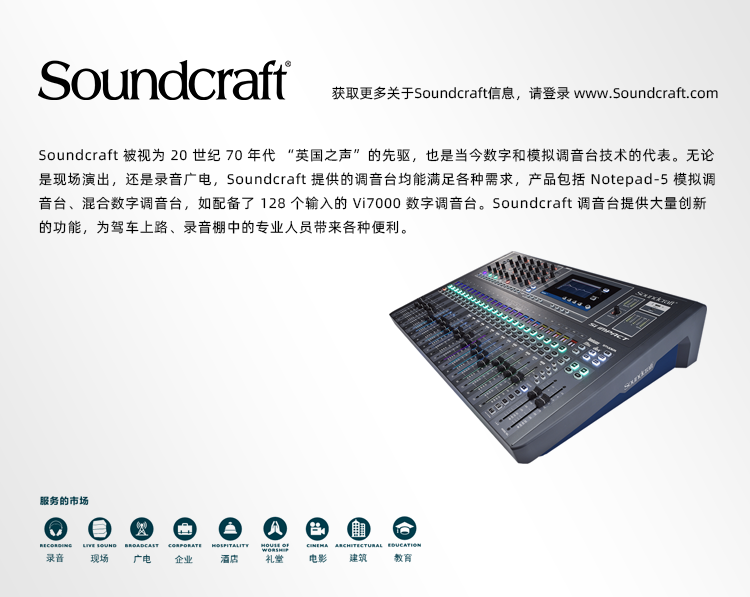 Soundcraft®
获取更多关于Soundcraft信息，请登录 www.Soundcraft.com
Soundcraft 被视为 20 世纪 70 年代 “英国之声” 的先驱，也是当今数字和模拟调音台技术的代表。无论
是现场演出，还是录音广电，Soundcraft 提供的调音台均能满足各种需求，产品包括 Notepad-5 模拟调
音台、混合数字调音台，如配备了 128 个输入的 Vi7000 数字调音台。Soundcraft 调音台提供大量创新
的功能，为驾车上路、录音棚中的专业人员带来各种便利。
Soundcraft
Si IMPACT
Soundcraft
服务的市场
RECORDING LIVE SOUND BROADCAST CORPORATE HOSPITALITY HOUSE OF WORSHIP CINEMA ARCHITECTURAL EDUCATION
录音 现场 广电 企业 酒店 礼堂 电影 建筑 教育